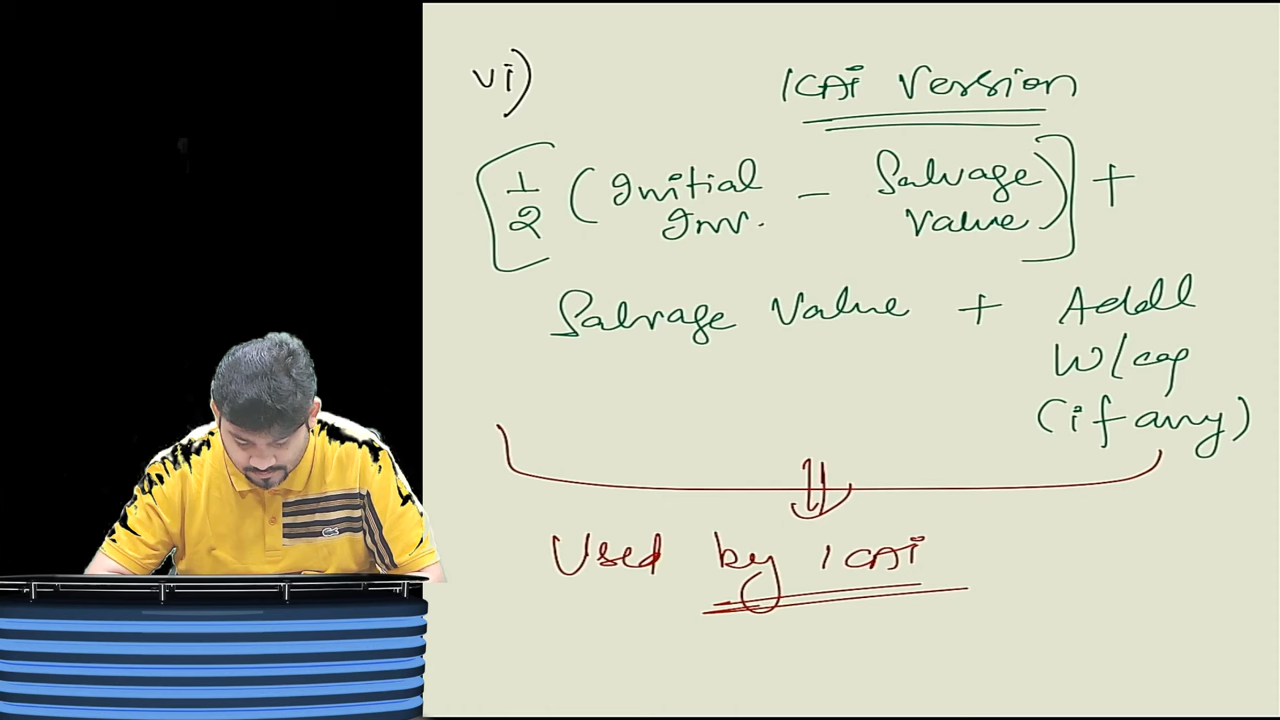 vi) ICAI Version
[1/2 (Initial Inv. - Salvage Value)] +
Salvage Value + Addl W/cap (if any)
⇓
Used by ICAI